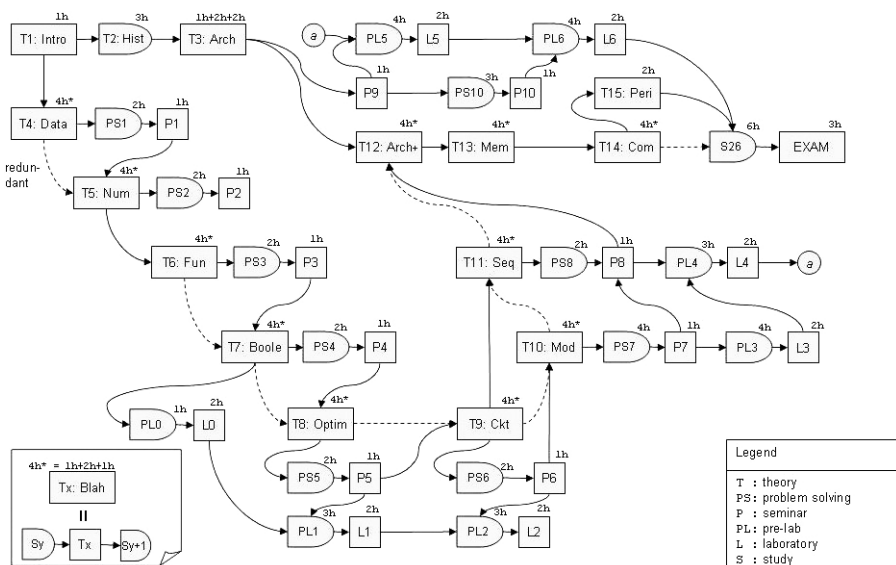 1h
3h
1h+2h+2h
4h
2h
4h
2h
T1: Intro
T2: Hist
T3: Arch
a
PL5
L5
PL6
L6
1h
3h
1h
2h
P9
PS10
P10
T15: Peri
4h*
2h
1h
4h*
4h*
4h*
6h
3h
T4: Data
PS1
P1
T12: Arch+
T13: Mem
T14: Com
S26
EXAM
redun-
dant
4h*
2h
1h
T5: Num
PS2
P2
4h*
2h
1h
4h*
2h
1h
3h
2h
T6: Fun
PS3
P3
T11: Seq
PS8
P8
PL4
L4
a
4h*
2h
1h
4h*
4h
1h
4h
2h
T7: Boole
PS4
P4
T10: Mod
PS7
P7
PL3
L3
1h
2h
4h*
4h*
PL0
L0
T8: Optim
T9: Ckt
2h
1h
2h
1h
PS5
P5
PS6
P6
3h
2h
3h
2h
PL1
L1
PL2
L2
4h* = 1h+2h+1h
Tx: Blah
=
Sy
Tx
Sy+1
Legend
T : theory
PS: problem solving
P : seminar
PL: pre-lab
L : laboratory
S : study